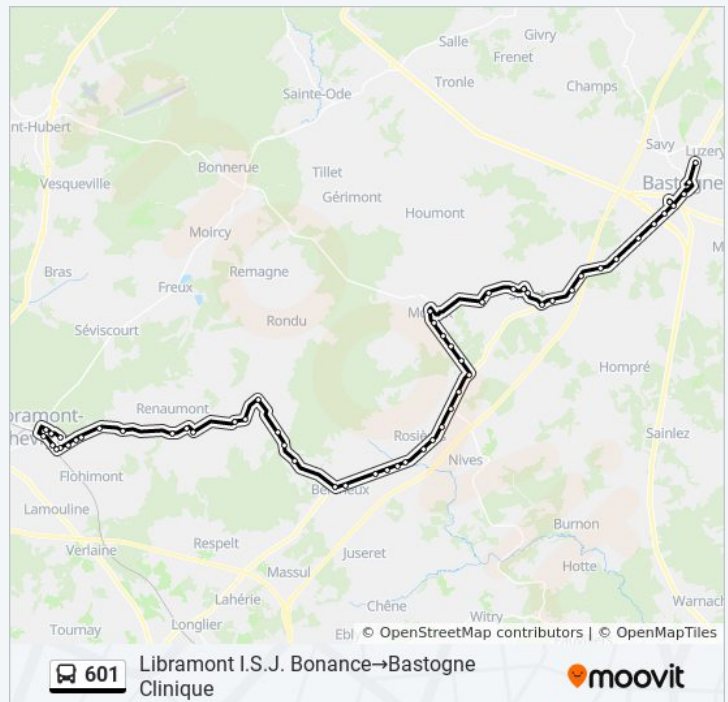 Givry
Salle
Frenet
Tronle
Champs
Sainte-Ode
nt-Hubert
Savy
Luzery
Bonnerue
Tillet
Vesqueville
Bastogne
Gérimont
Houmont
Moircy
Bras
Remagne
Freux
Rondu
Séviscourt
Hompré
Renaumont
bramont-
Rosiè
Sainlez
Nives
Flohimont
Lamouline
Burnon
Respelt
Verlaine
Juseret
Hotte
Massul
Lahérie
Chêne
Witry
Warnach
Tournay
Longlier
Ebl
© OpenStreetMap contributors | © OpenMapTiles
601
Libramont I.S.J. Bonance→Bastogne
Clinique
moovit